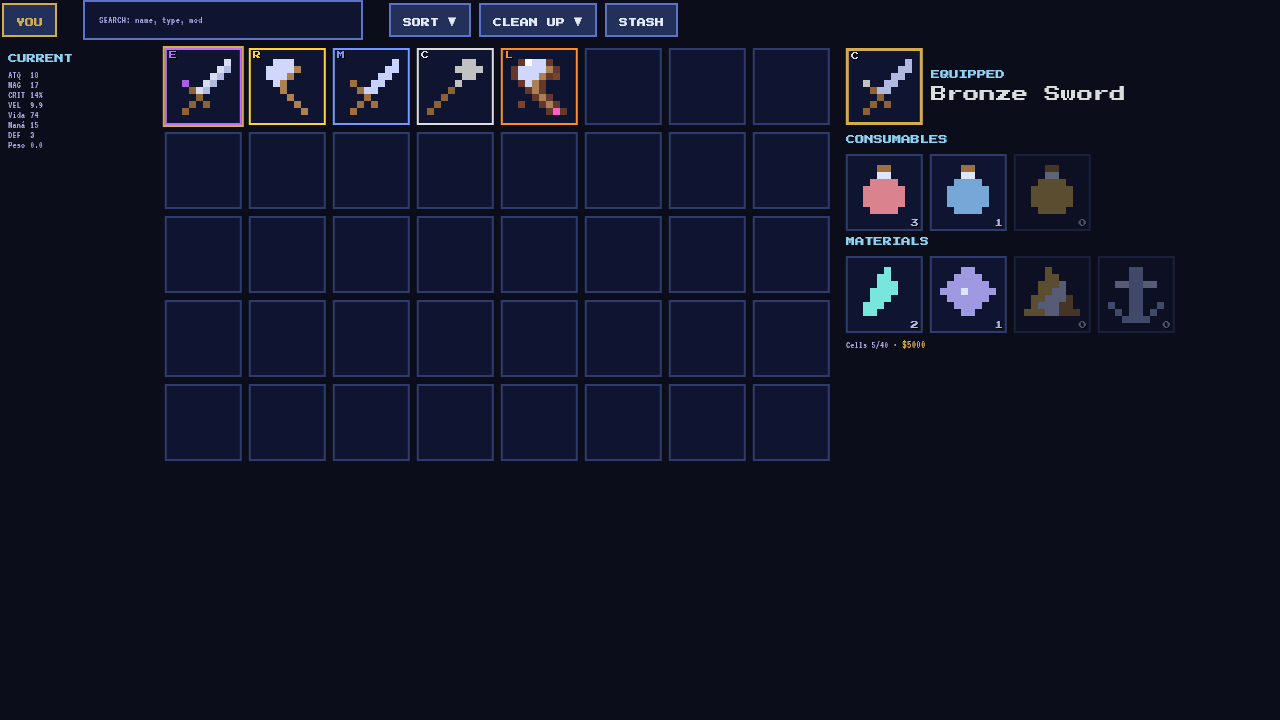 YOU
SEARCH: name, type, mod
SORT ▼
CLEAN UP ▼
STASH
CURRENT
ATQ 18
MAG 17
CRIT 14%
VEL 9.9
Vida 74
Maná 15
DEF 3
Peso 0.0
E
R
M
C
L
C
EQUIPPED
Bronze Sword
CONSUMABLES
3
1
0
MATERIALS
2
1
0
0
Cells 5/40 · $5000